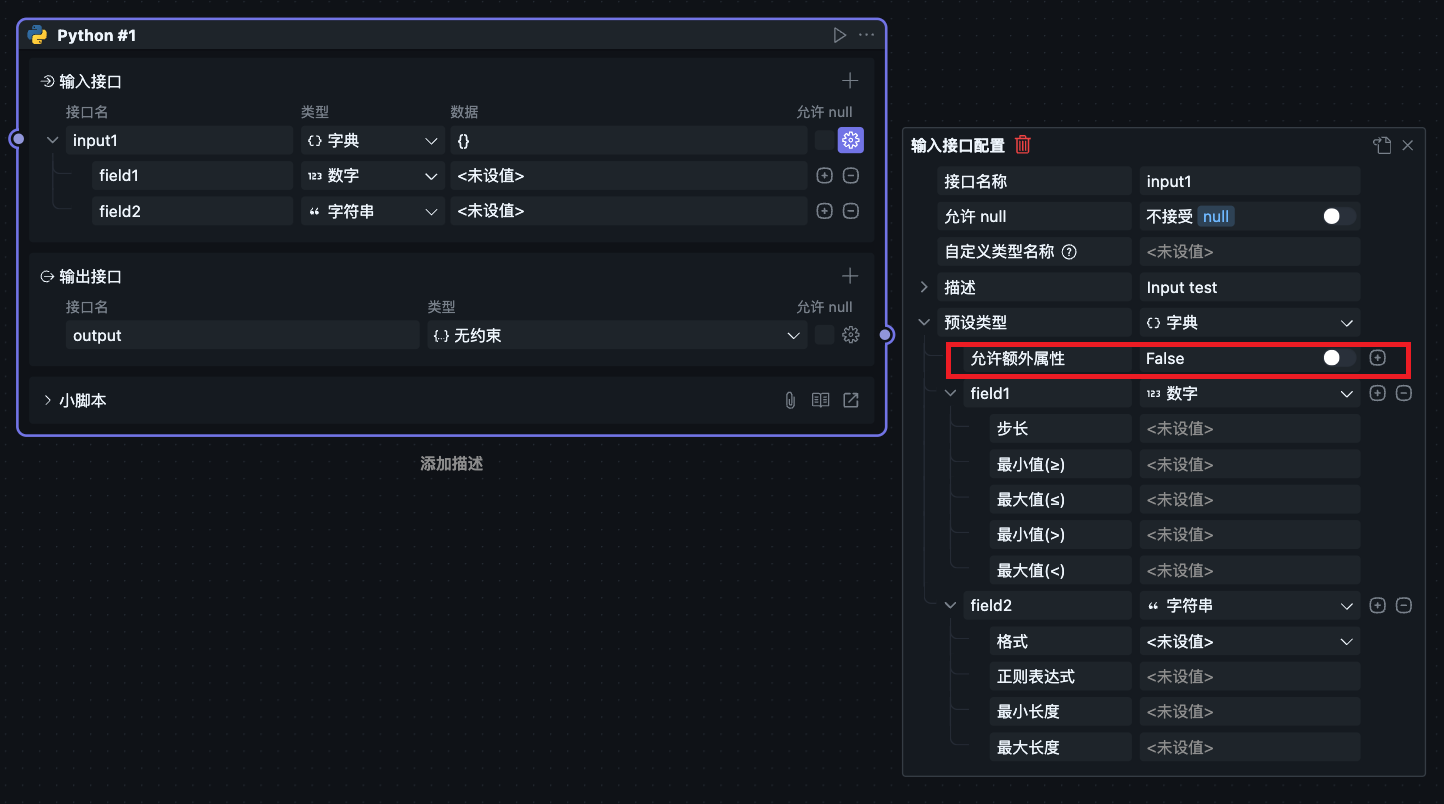 Python #1
输入接口
接口名 类型 数据 允许 null
input1 字典 {}
field1 123 数字 <未设值>
field2 字符串 <未设值>
输出接口
接口名 类型 允许 null
output 无约束
小脚本
添加描述
输入接口配置
接口名称 input1
允许 null 不接受 null
自定义类型名称 <未设值>
描述 Input test
预设类型 字典
允许额外属性 False
field1 123 数字
步长 <未设值>
最小值(≥) <未设值>
最大值(≤) <未设值>
最小值(>) <未设值>
最大值(<) <未设值>
field2 字符串
格式 <未设值>
正则表达式 <未设值>
最小长度 <未设值>
最大长度 <未设值>